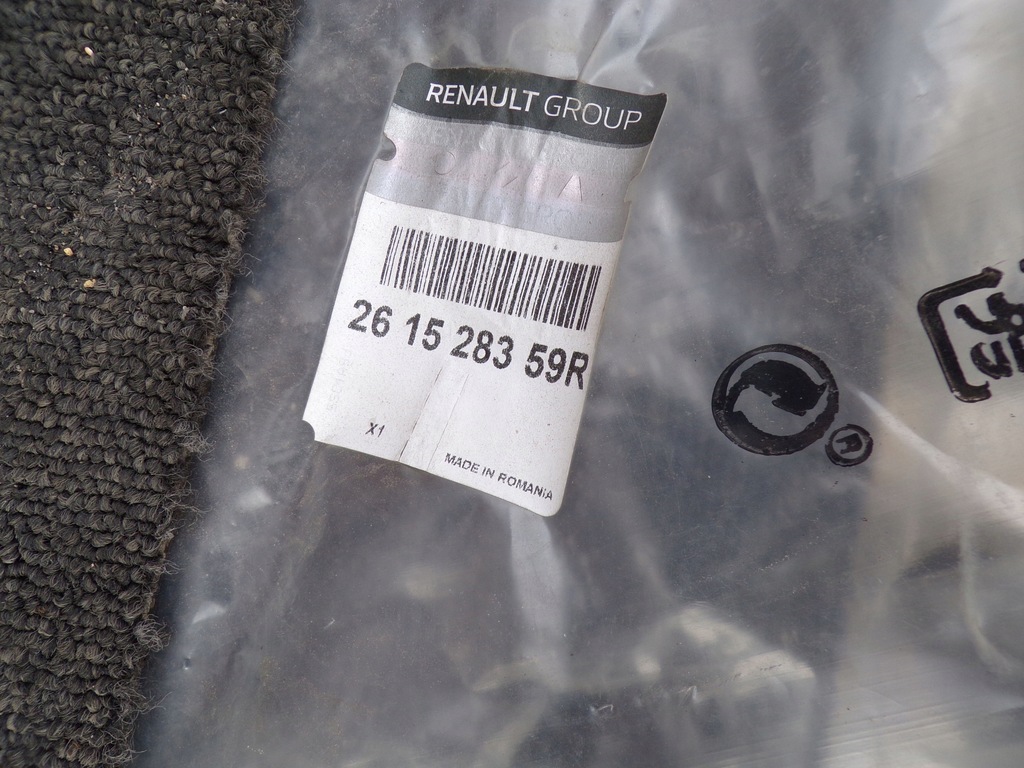 RENAULT GROUP
26 15 283 59R
X1
MADE IN ROMANIA
R